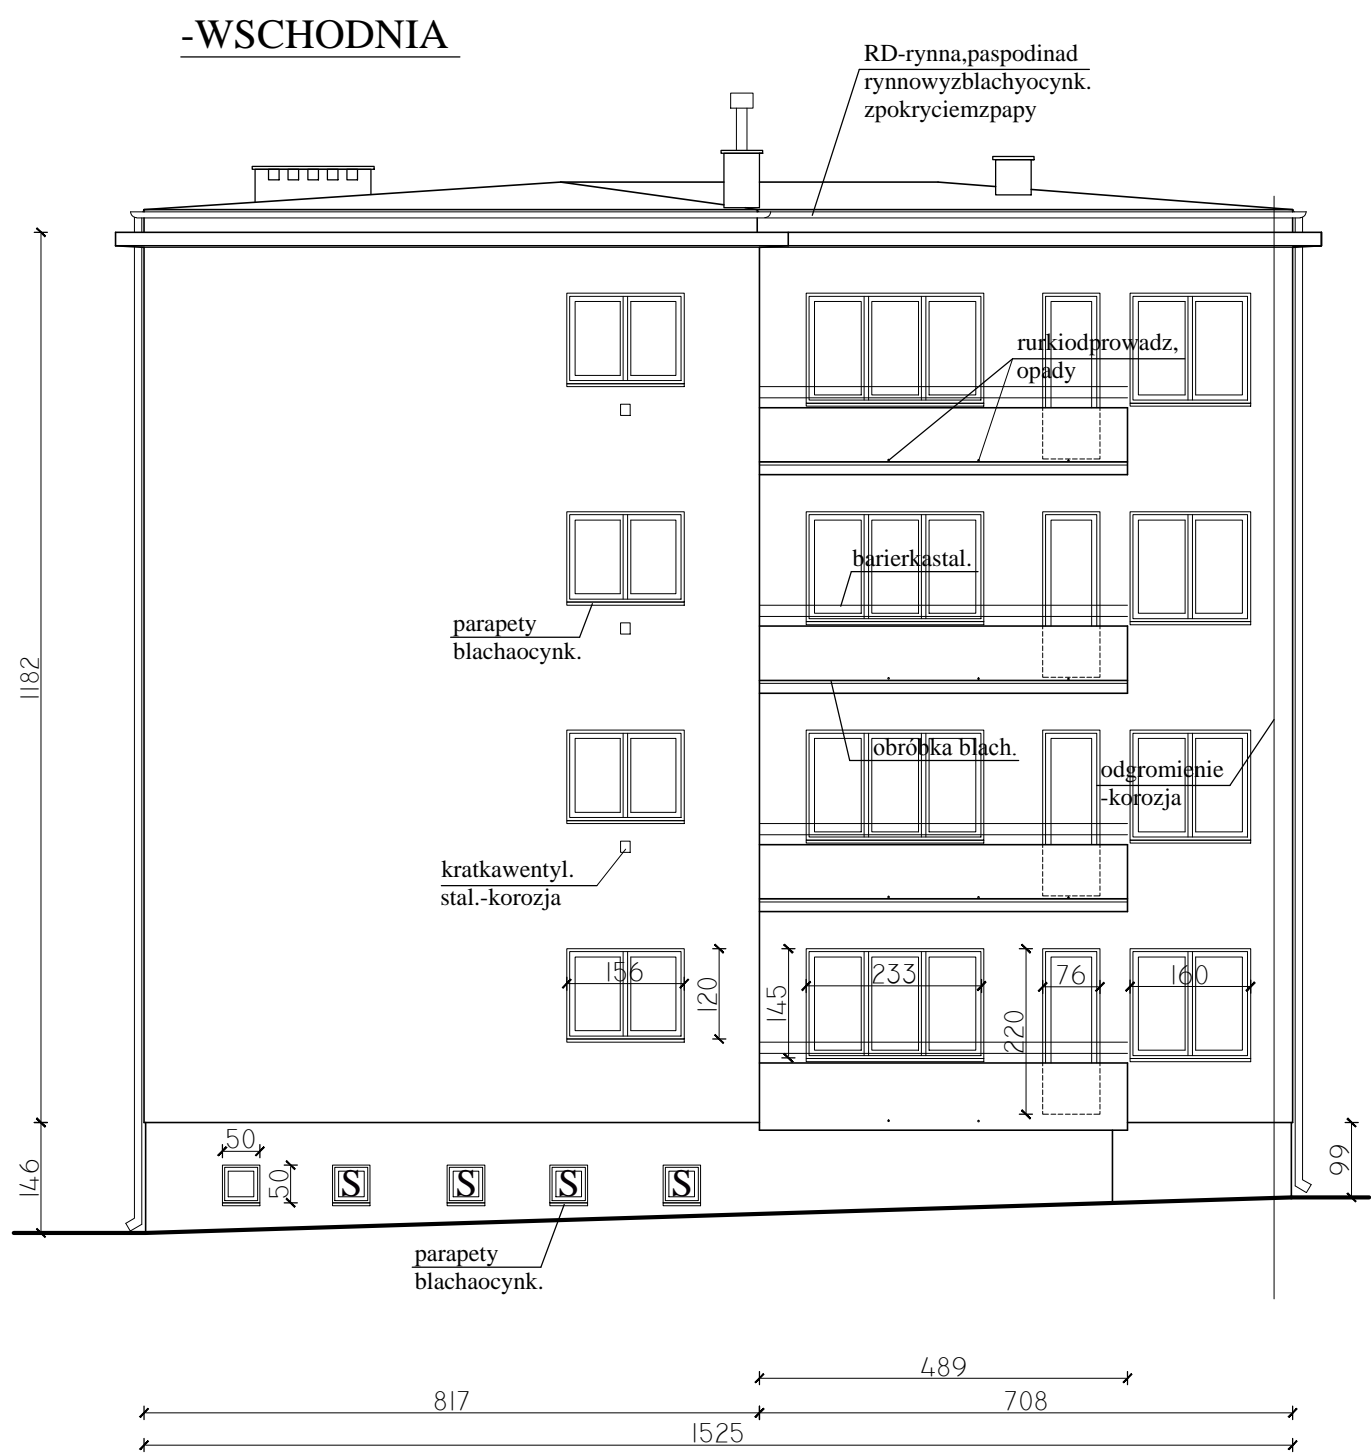 -WSCHODNIA
RD-rynna,paspodinad
rynnowyzblachyocynk.
zpokryciemzpapy
rurkiodprowadz,
opady
barierkastal.
parapety
blachaocynk.
1182
obróbka blach.
odgromienie
-korozja
kratkawentyl.
stal.-korozja
156
120
145
233
220
76
160
146
50
50
S
S
S
S
99
parapety
blachaocynk.
489
817
708
1525